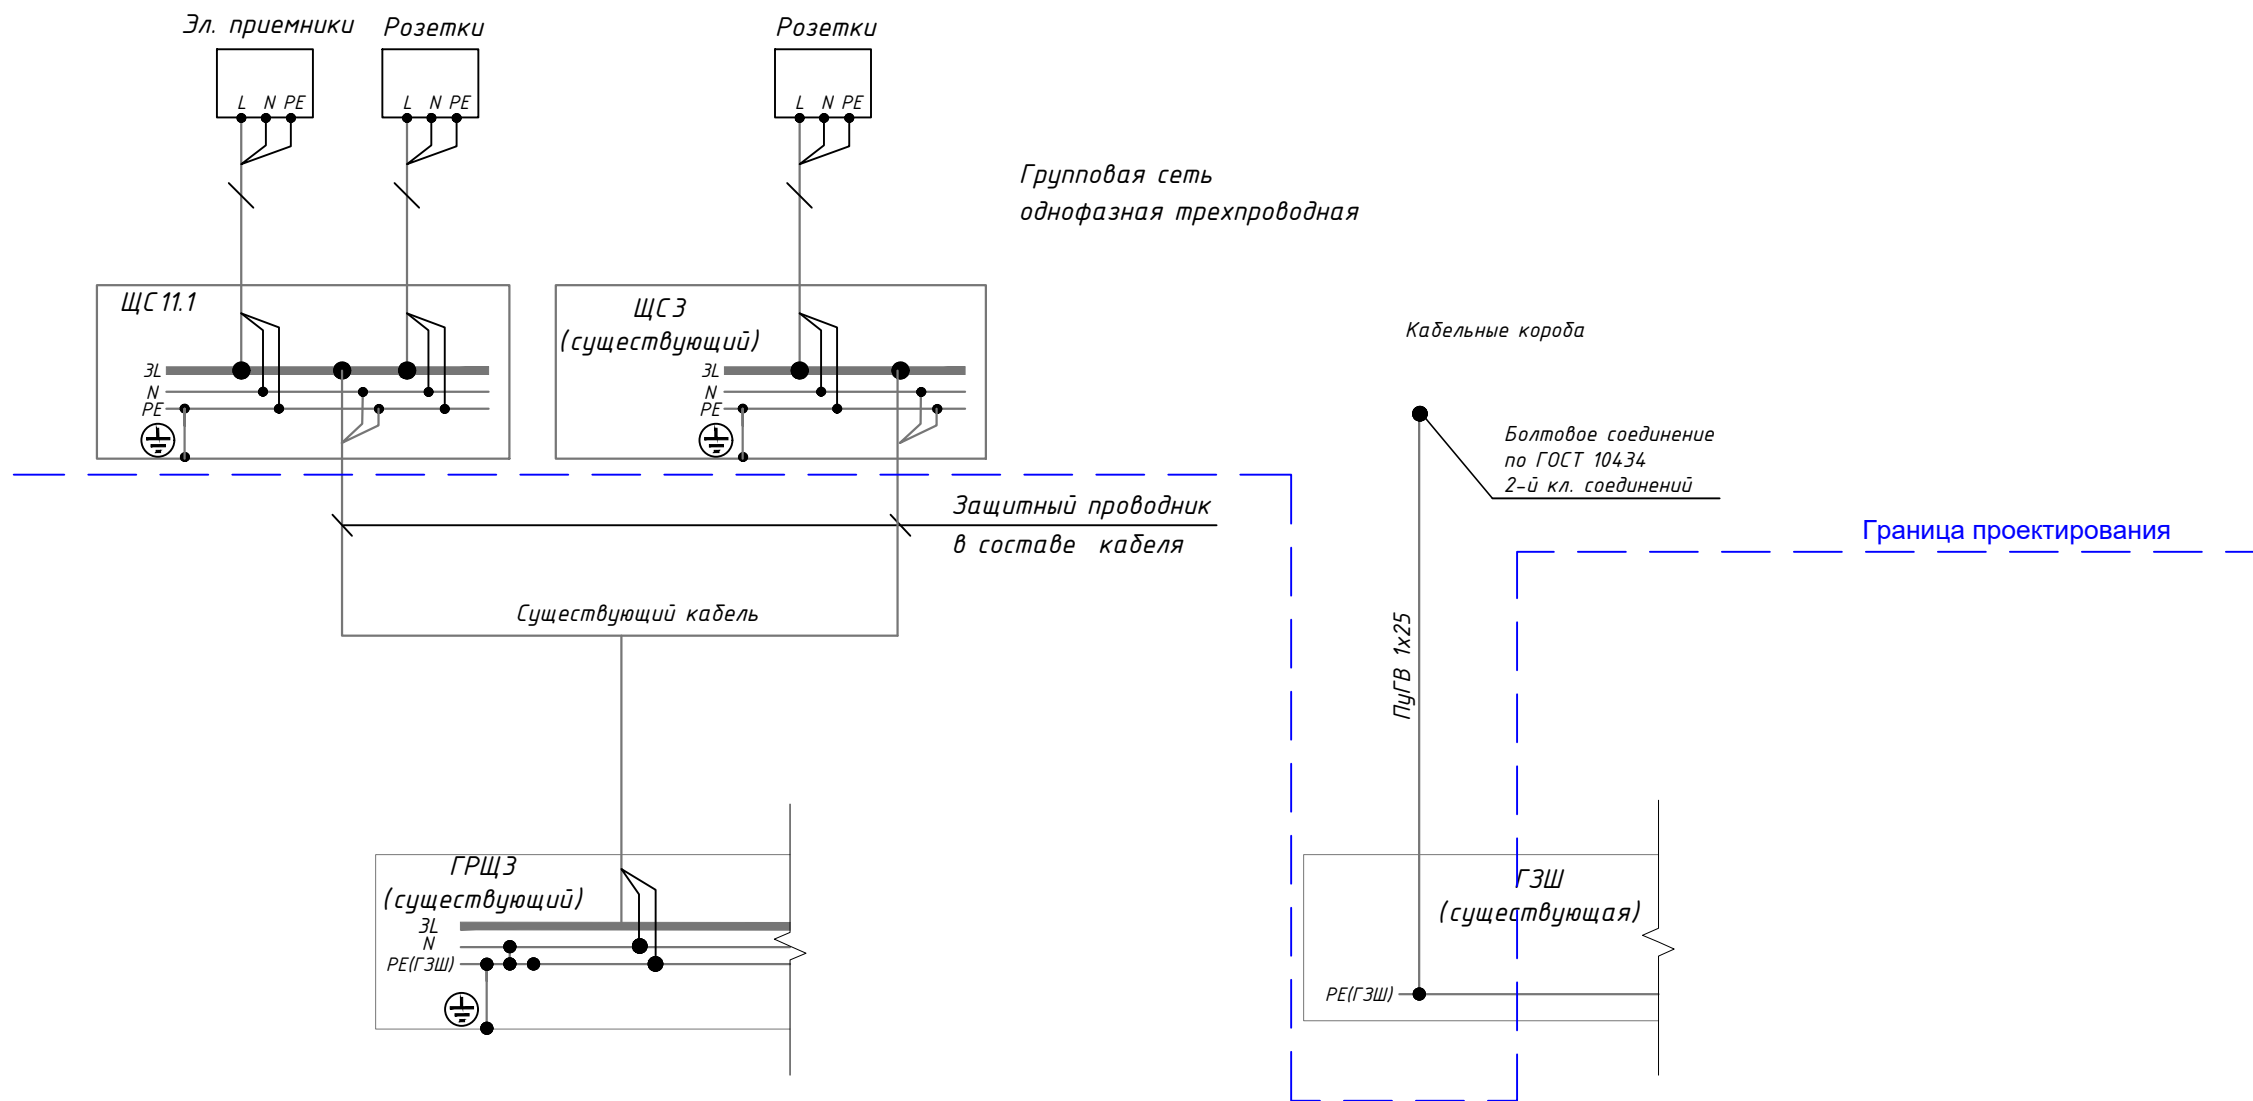 Эл. приемники
Розетки
Розетки
L N PE
L N PE
L N PE
Групповая сеть
однофазная трехпроводная
ЩС11.1
3L
N
PE
ЩС3
(существующий)
3L
N
PE
Кабельные короба
Болтовое соединение
по ГОСТ 10434
2-й кл. соединений
Защитный проводник
в составе кабеля
Граница проектирования
Существующий кабель
ПуГВ 1х25
ГРЩ3
(существующий)
3L
N
PE(ГЗШ)
ГЗШ
(существующая)
PE(ГЗШ)